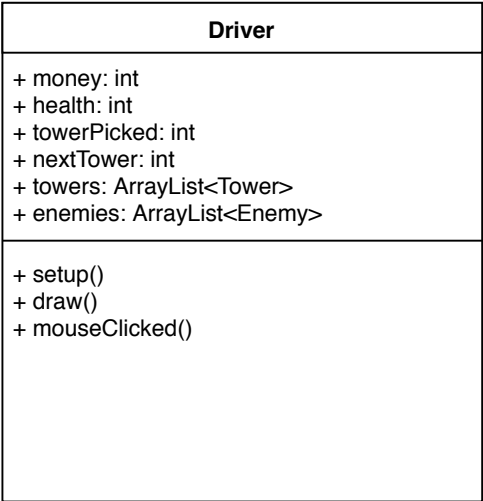 Driver
+ money: int
+ health: int
+ towerPicked: int
+ nextTower: int
+ towers: ArrayList<Tower>
+ enemies: ArrayList<Enemy>
+ setup()
+ draw()
+ mouseClicked()